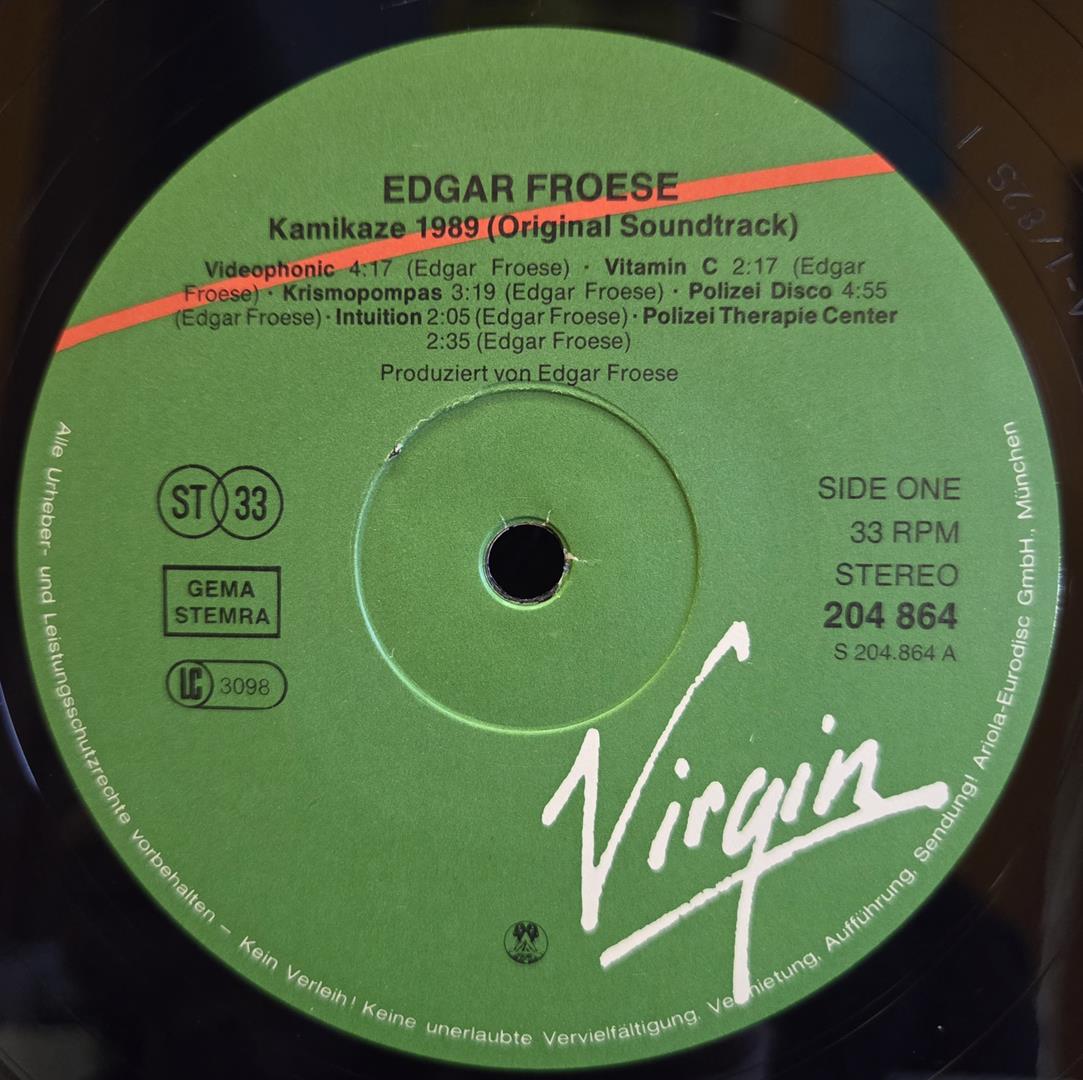 EDGAR FROESE
Kamikaze 1989 (Original Soundtrack)
Videophonic 4:17 (Edgar Froese) · Vitamin C 2:17 (Edgar
Froese) · Krismopompas 3:19 (Edgar Froese) · Polizei Disco 4:55
(Edgar Froese) · Intuition 2:05 (Edgar Froese) · Polizei Therapie Center
2:35 (Edgar Froese)
Produziert von Edgar Froese
ST 33
GEMA
STEMRA
LC 3098
SIDE ONE
33 RPM
STEREO
204 864
S 204.864 A
Virgin
Alle Urheber- und Leistungsschutzrechte vorbehalten – Kein Verleih! Keine unerlaubte Vervielfältigung, Vermietung, Aufführung, Sendung! Ariola-Eurodisc GmbH., München